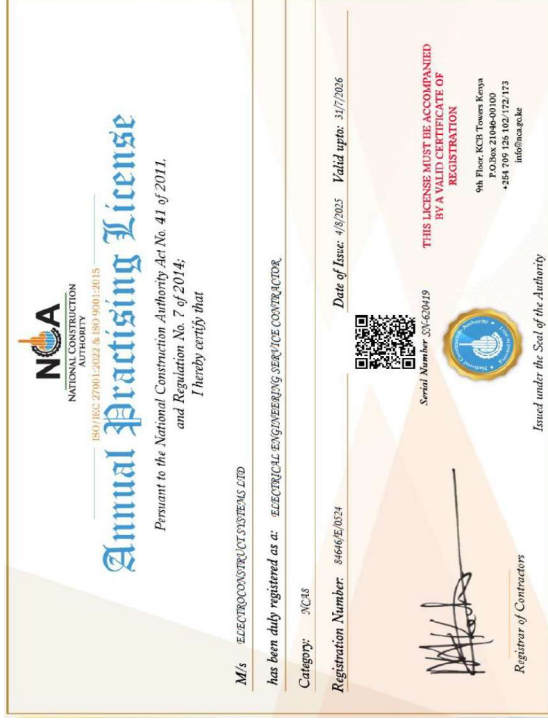 NCA
NATIONAL CONSTRUCTION
AUTHORITY
ISO/IEC 27001:2022 & ISO 9001:2015
Annual Practising License
Persuant to the National Construction Authority Act No. 41 of 2011.
and Regulation No. 7 of 2014;
I hereby certify that
M/s ELECTROCONSTRUCT SYSTEMS LTD
has been duly registered as a: ELECTRICAL ENGINEERING SERVICE CONTRACTOR
Category: NCA8
Registration Number: 84646/E/0524
Date of Issue: 4/8/2025 Valid upto: 31/7/2026
Serial Number SN-620419
THIS LICENSE MUST BE ACCOMPANIED
BY A VALID CERTIFICATE OF
REGISTRATION
9th Floor, KCB Towers Kenya
P.O.Box 21046-00100
+254 709 126 102/172/173
info@nca.go.ke
Registrar of Contractors
Issued under the Seal of the Authority